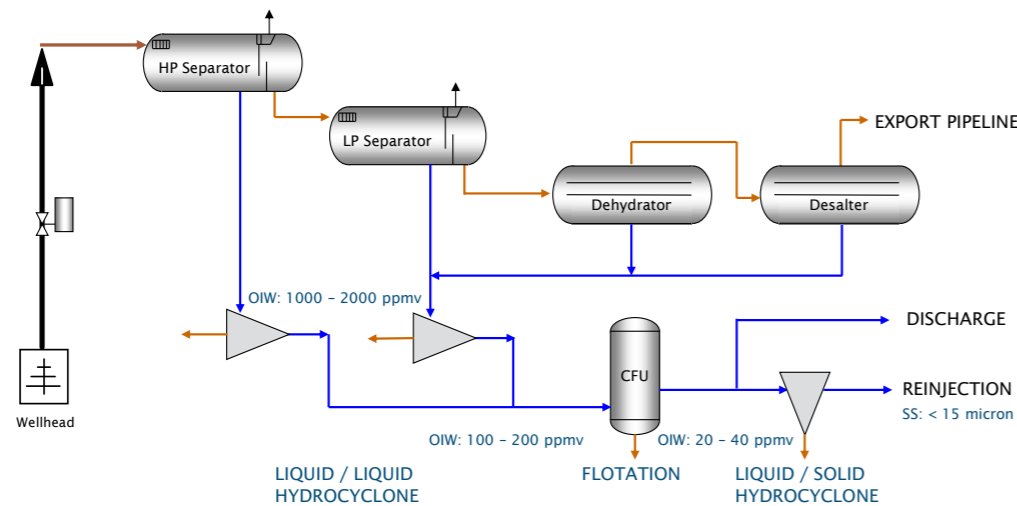 HP Separator
LP Separator
EXPORT PIPELINE
Dehydrator
Desalter
OIW: 1000 – 2000 ppmv
DISCHARGE
CFU
REINJECTION
SS: < 15 micron
Wellhead
OIW: 100 – 200 ppmv
OIW: 20 – 40 ppmv
LIQUID / LIQUID
HYDROCYCLONE
FLOTATION
LIQUID / SOLID
HYDROCYCLONE